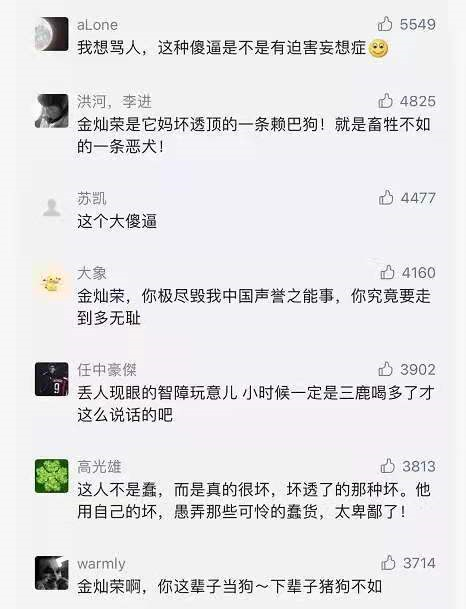 aLone 5549
我想骂人，这种傻逼是不是有迫害妄想症
洪河，李进 4825
金灿荣是它妈坏透顶的一条赖巴狗！就是畜牲不如
的一条恶犬！
苏凯 4477
这个大傻逼
大象 4160
金灿荣，你极尽毁我中国声誉之能事，你究竟要走
到多无耻
任中豪傑 3902
丢人现眼的智障玩意儿 小时候一定是三鹿喝多了才
这么说话的吧
高光雄 3813
这人不是蠢，而是真的很坏，坏透了的那种坏。他
用自己的坏，愚弄那些可怜的蠢货，太卑鄙了！
warmly 3714
金灿荣啊，你这辈子当狗～下辈子猪狗不如